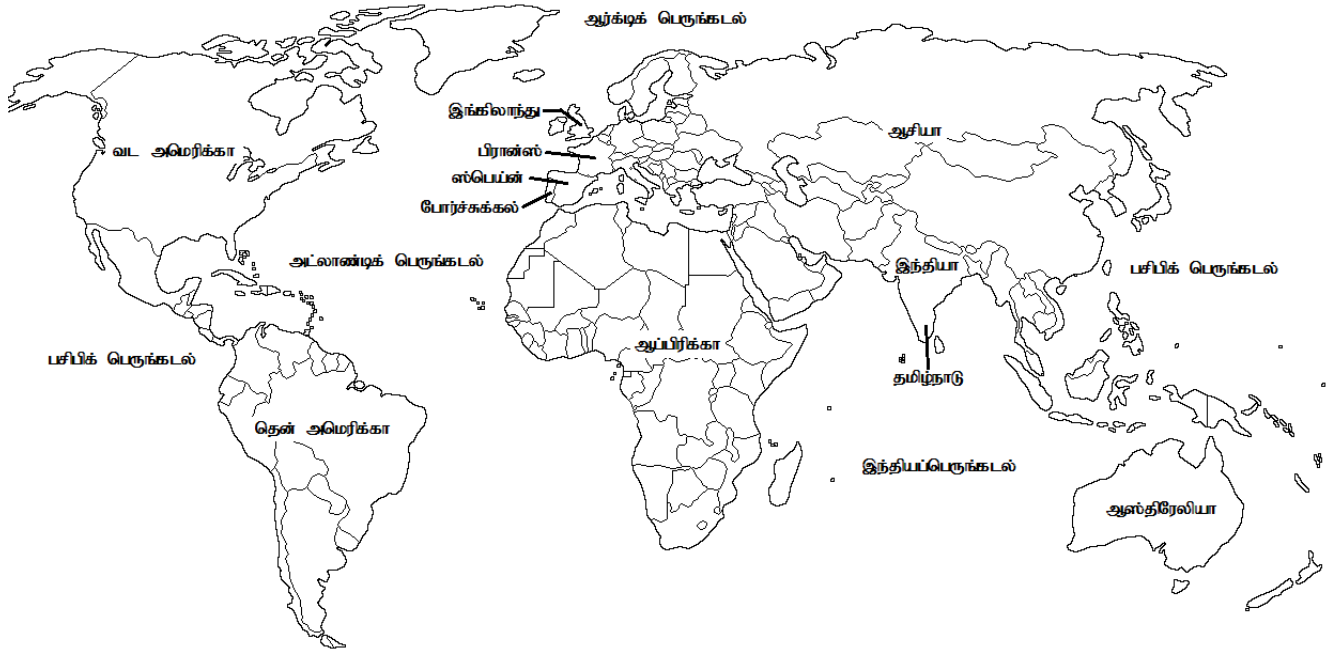 ஆர்க்டிக் பெருங்கடல்
இங்கிலாந்து
ஆசியா
வட அமெரிக்கா
பிரான்ஸ்
ஸ்பெய்ன்
போர்ச்சுக்கல்
அட்லாண்டிக் பெருங்கடல்
இந்தியா
பசிபிக் பெருங்கடல்
ஆப்பிரிக்கா
பசிபிக் பெருங்கடல்
தமிழ்நாடு
தென் அமெரிக்கா
இந்தியப்பெருங்கடல்
ஆஸ்திரேலியா